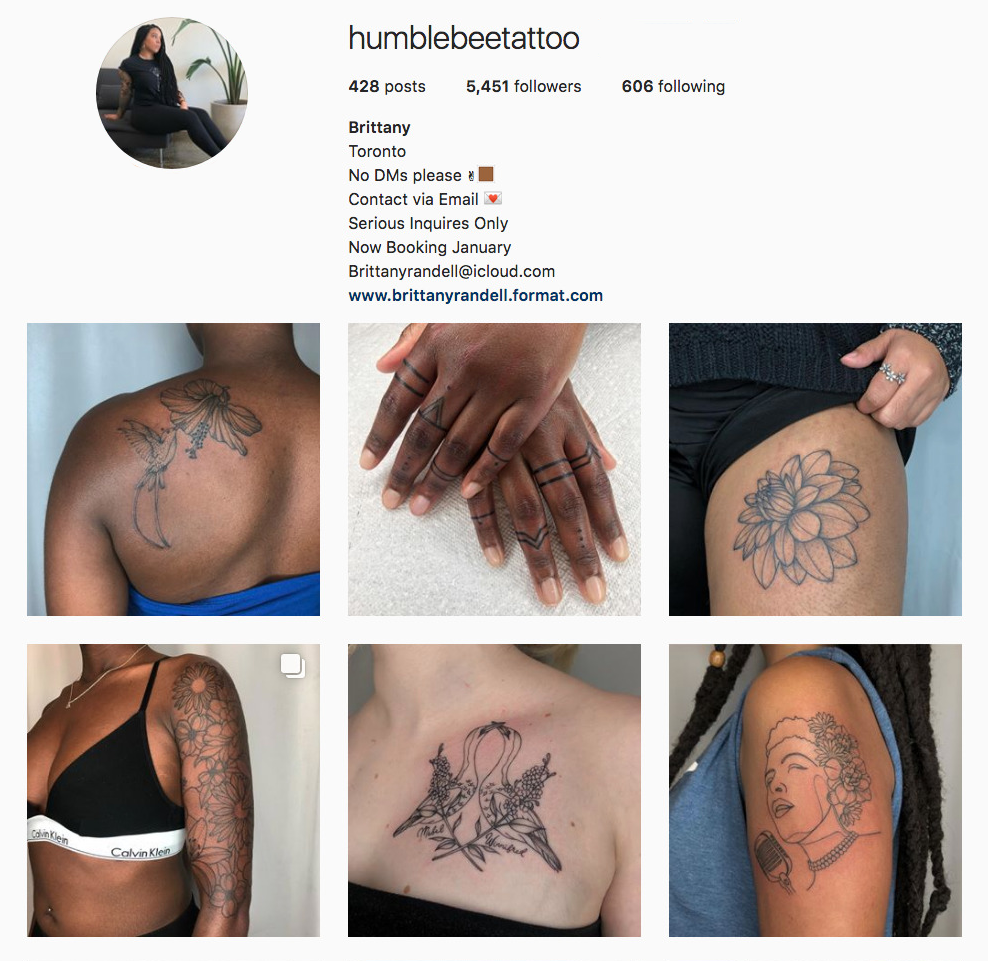 humblebeetattoo
428 posts 5,451 followers 606 following
Brittany
Toronto
No DMs please ✌🏾
Contact via Email 💌
Serious Inquires Only
Now Booking January
Brittanyrandell@icloud.com
www.brittanyrandell.format.com
Calvin Klein Calvin Klein
Mabel Winifred